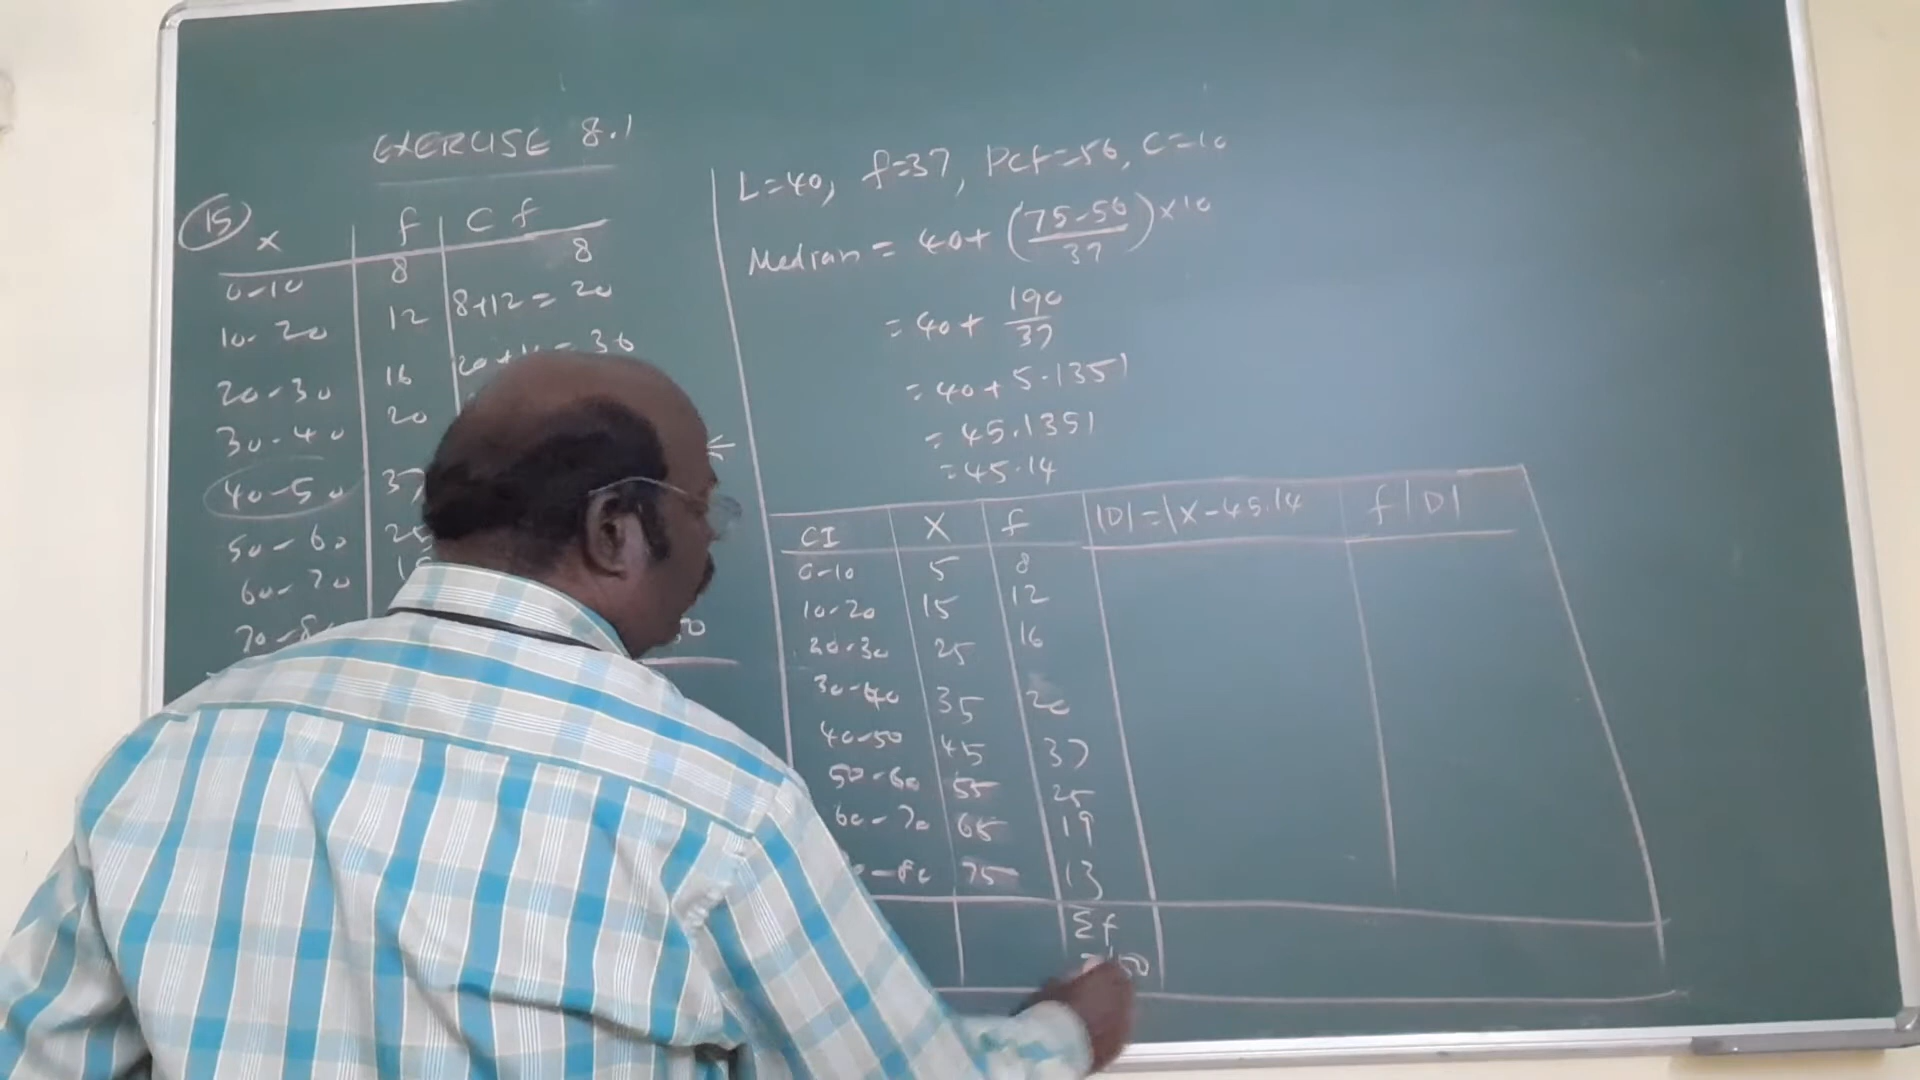 EXERCISE 8.1
15
x f c f
0-10 8 8
10-20 12 8+12= 20
20-30 16 = 36
30-40 20
40-50 37 ←
50-60 25
60-70
L=40, f=37, Pcf=56, C=10
Median = 40+ (75-56/37)×10
= 40+ 190/37
= 40+ 5.1351
= 45.1351
= 45.14
CI X f |D|=|X-45.14 f|D|
0-10 5 8
10-20 15 12
20-30 25 16
30-40 35 20
40-50 45 37
50-60 55 25
60-70 65 19
-80 75 13
Σf